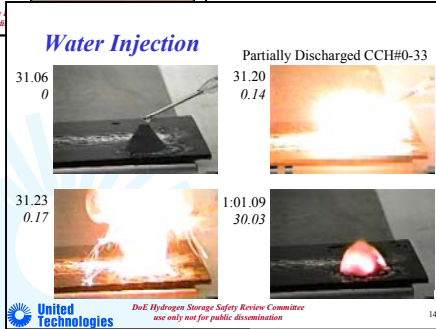 Water Injection
Partially Discharged CCH#0-33
31.06
0
31.20
0.14
31.23
0.17
1:01.09
30.03
United
Technologies
DoE Hydrogen Storage Safety Review Committee
use only not for public dissemination
14